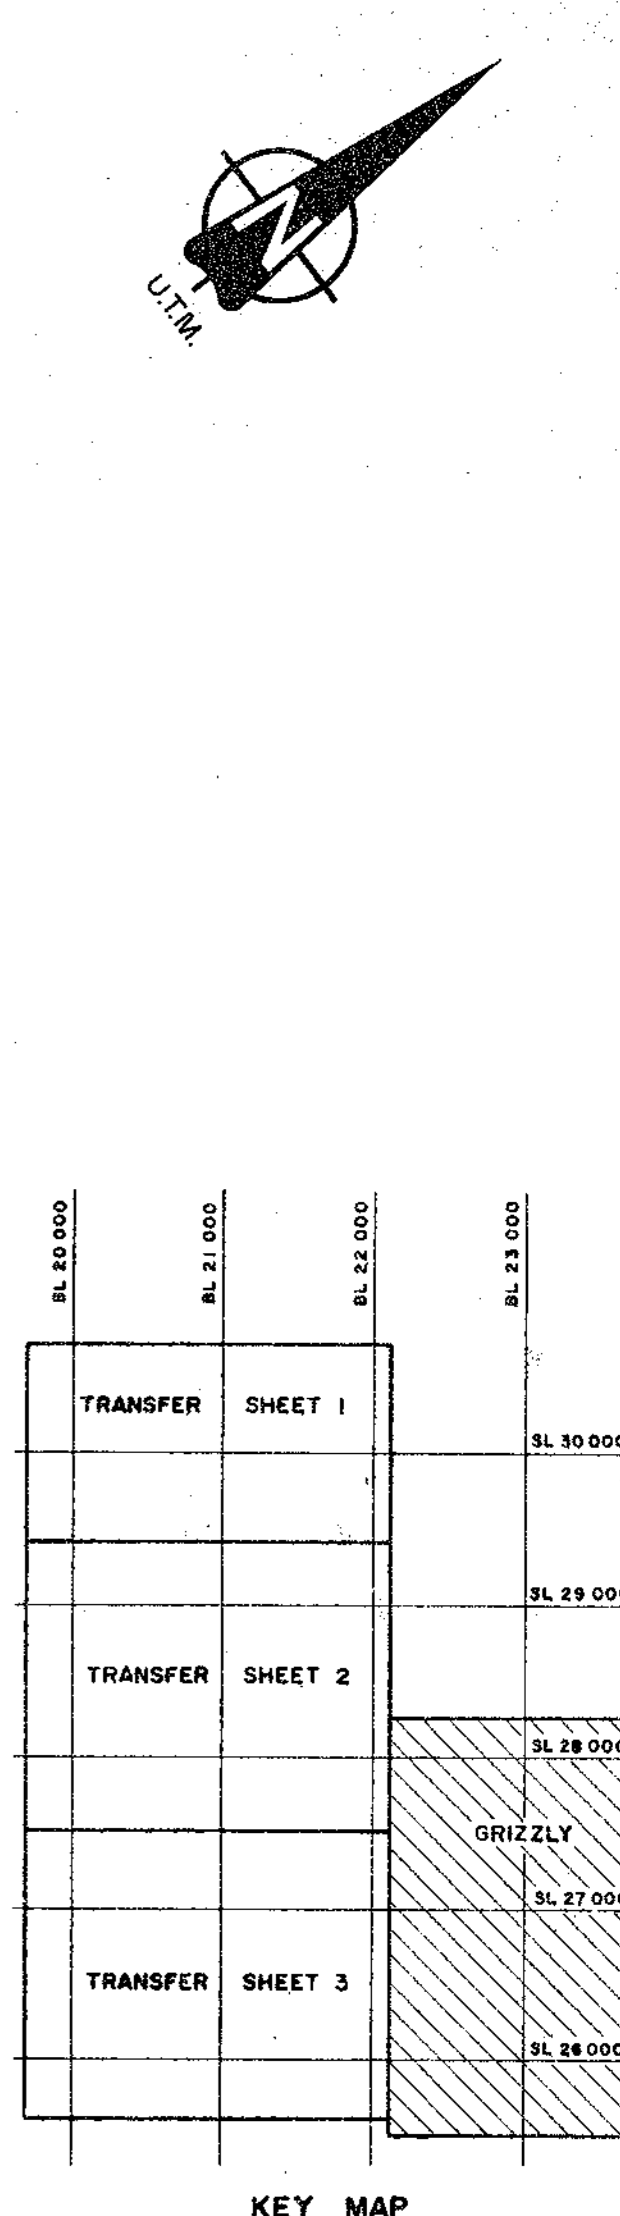 N
U.T.M.
BL 20 000
BL 21 000
BL 22 000
BL 23 000
TRANSFER SHEET 1
SL 30 000
SL 29 000
TRANSFER SHEET 2
SL 28 000
GRIZZLY
SL 27 000
TRANSFER SHEET 3
SL 26 000
KEY MAP